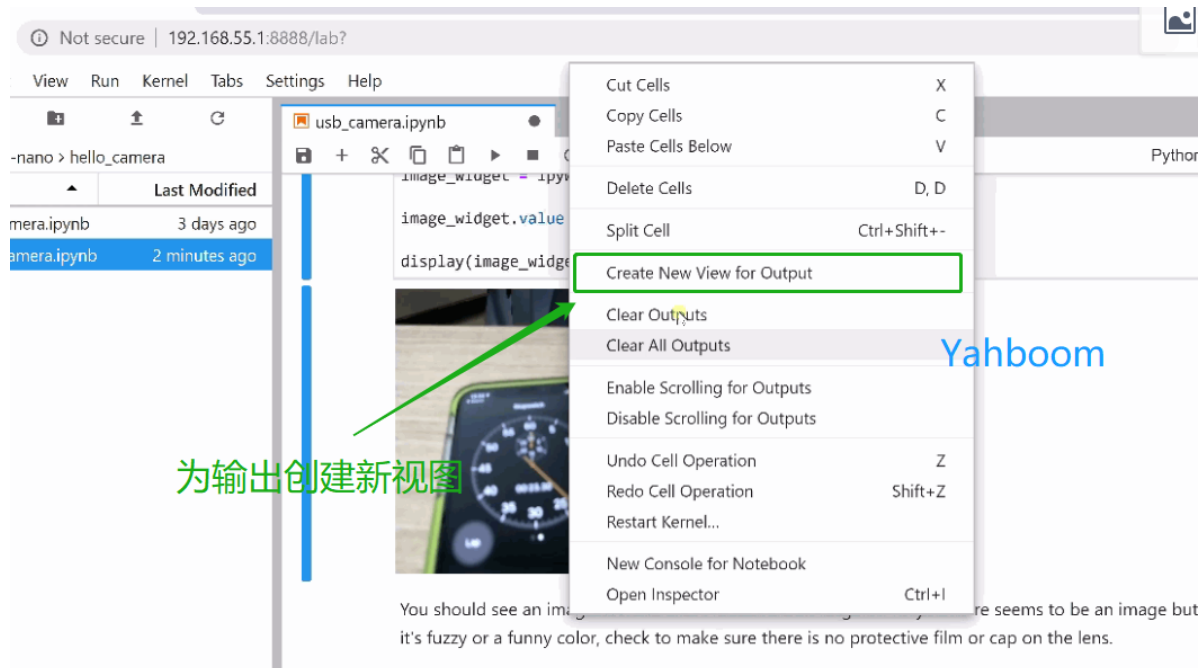 Not secure | 192.168.55.1:8888/lab?
View Run Kernel Tabs Settings Help
usb_camera.ipynb
-nano > hello_camera
Python
Last Modified
mera.ipynb 3 days ago
amera.ipynb 2 minutes ago
image_widget = ipyw
image_widget.value
display(image_widge
Cut Cells X
Copy Cells C
Paste Cells Below V
Delete Cells D, D
Split Cell Ctrl+Shift+-
Create New View for Output
Clear Outputs
Clear All Outputs
Enable Scrolling for Outputs
Disable Scrolling for Outputs
Undo Cell Operation Z
Redo Cell Operation Shift+Z
Restart Kernel...
New Console for Notebook
Open Inspector Ctrl+I
Yahboom
为输出创建新视图
You should see an ima re seems to be an image but
it's fuzzy or a funny color, check to make sure there is no protective film or cap on the lens.